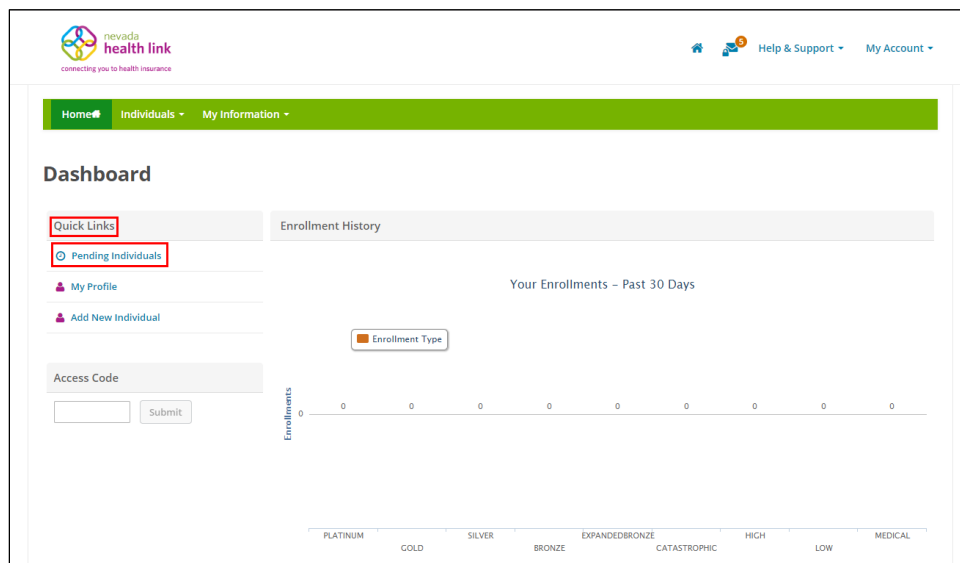 nevada
health link
connecting you to health insurance
5
Help & Support
My Account
Home
Individuals
My Information
Dashboard
Quick Links
Pending Individuals
My Profile
Add New Individual
Access Code
Submit
Enrollment History
Your Enrollments – Past 30 Days
Enrollment Type
Enrollments
0
0 0 0 0 0 0 0 0 0
PLATINUM SILVER EXPANDEDBRONZE HIGH MEDICAL
GOLD BRONZE CATASTROPHIC LOW